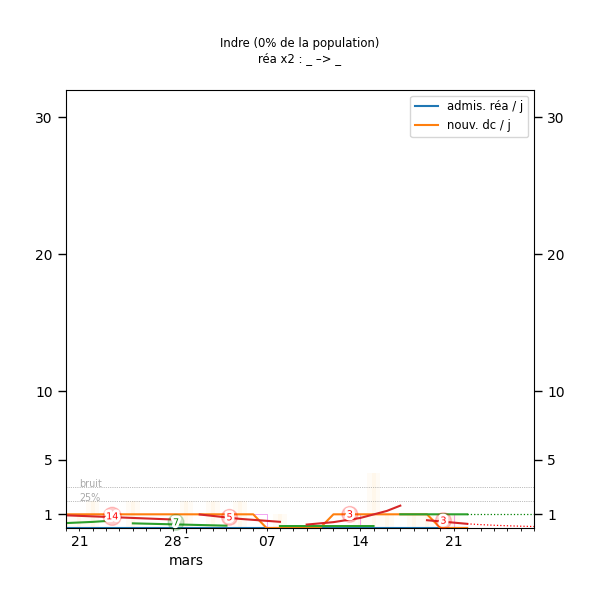 Indre (0% de la population)
réa x2 : _ –> _
admis. réa / j
nouv. dc / j
30 30
20 20
10 10
5 5
bruit
25%
1 14 7 5 3 3 1
21 28 07 14 21
mars